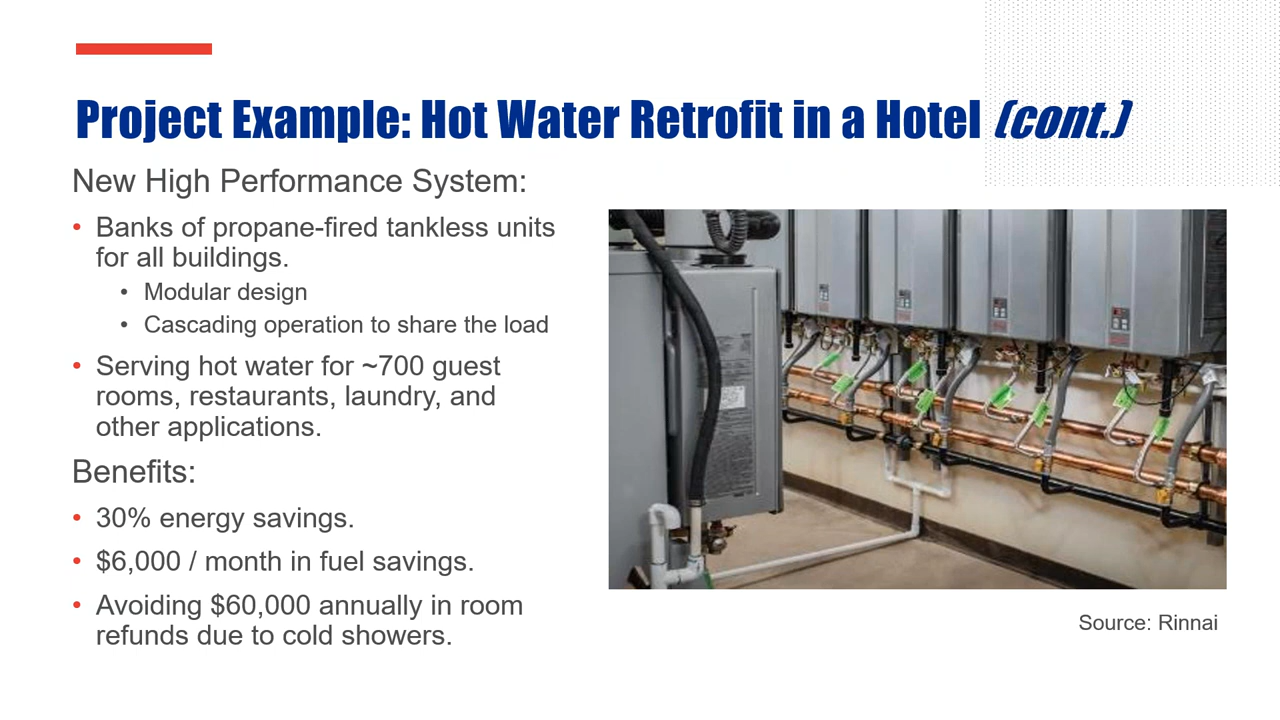 Project Example: Hot Water Retrofit in a Hotel (cont.)
New High Performance System:
• Banks of propane-fired tankless units
for all buildings.
• Modular design
• Cascading operation to share the load
• Serving hot water for ~700 guest
rooms, restaurants, laundry, and
other applications.
Benefits:
• 30% energy savings.
• $6,000 / month in fuel savings.
• Avoiding $60,000 annually in room
refunds due to cold showers.
Source: Rinnai